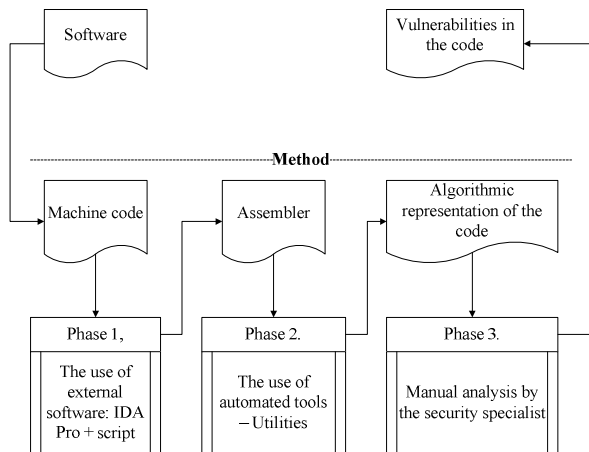 Software
Vulnerabilities in
the code
Method
Machine code
Assembler
Algorithmic
representation of the
code
Phase 1,
Phase 2.
Phase 3.
The use of
external
software: IDA
Pro + script
The use of
automated tools
– Utilities
Manual analysis by
the security specialist